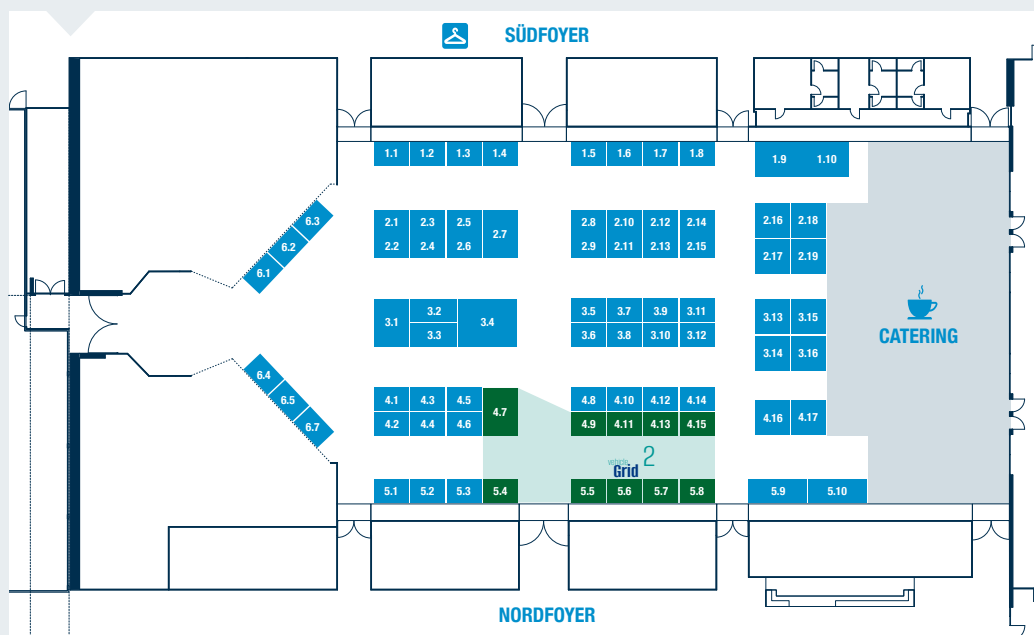 SÜDFOYER
1.1 1.2 1.3 1.4 1.5 1.6 1.7 1.8 1.9 1.10
6.3
6.2
6.1
2.1 2.3 2.5 2.7 2.8 2.10 2.12 2.14 2.16 2.18
2.2 2.4 2.6 2.9 2.11 2.13 2.15 2.17 2.19
3.1 3.2 3.4 3.5 3.7 3.9 3.11 3.13 3.15
3.3 3.6 3.8 3.10 3.12 3.14 3.16
CATERING
6.4
6.5
6.7
4.1 4.3 4.5 4.7 4.8 4.10 4.12 4.14 4.16 4.17
4.2 4.4 4.6 4.9 4.11 4.13 4.15
vehicle 2
Grid
5.1 5.2 5.3 5.4 5.5 5.6 5.7 5.8 5.9 5.10
NORDFOYER